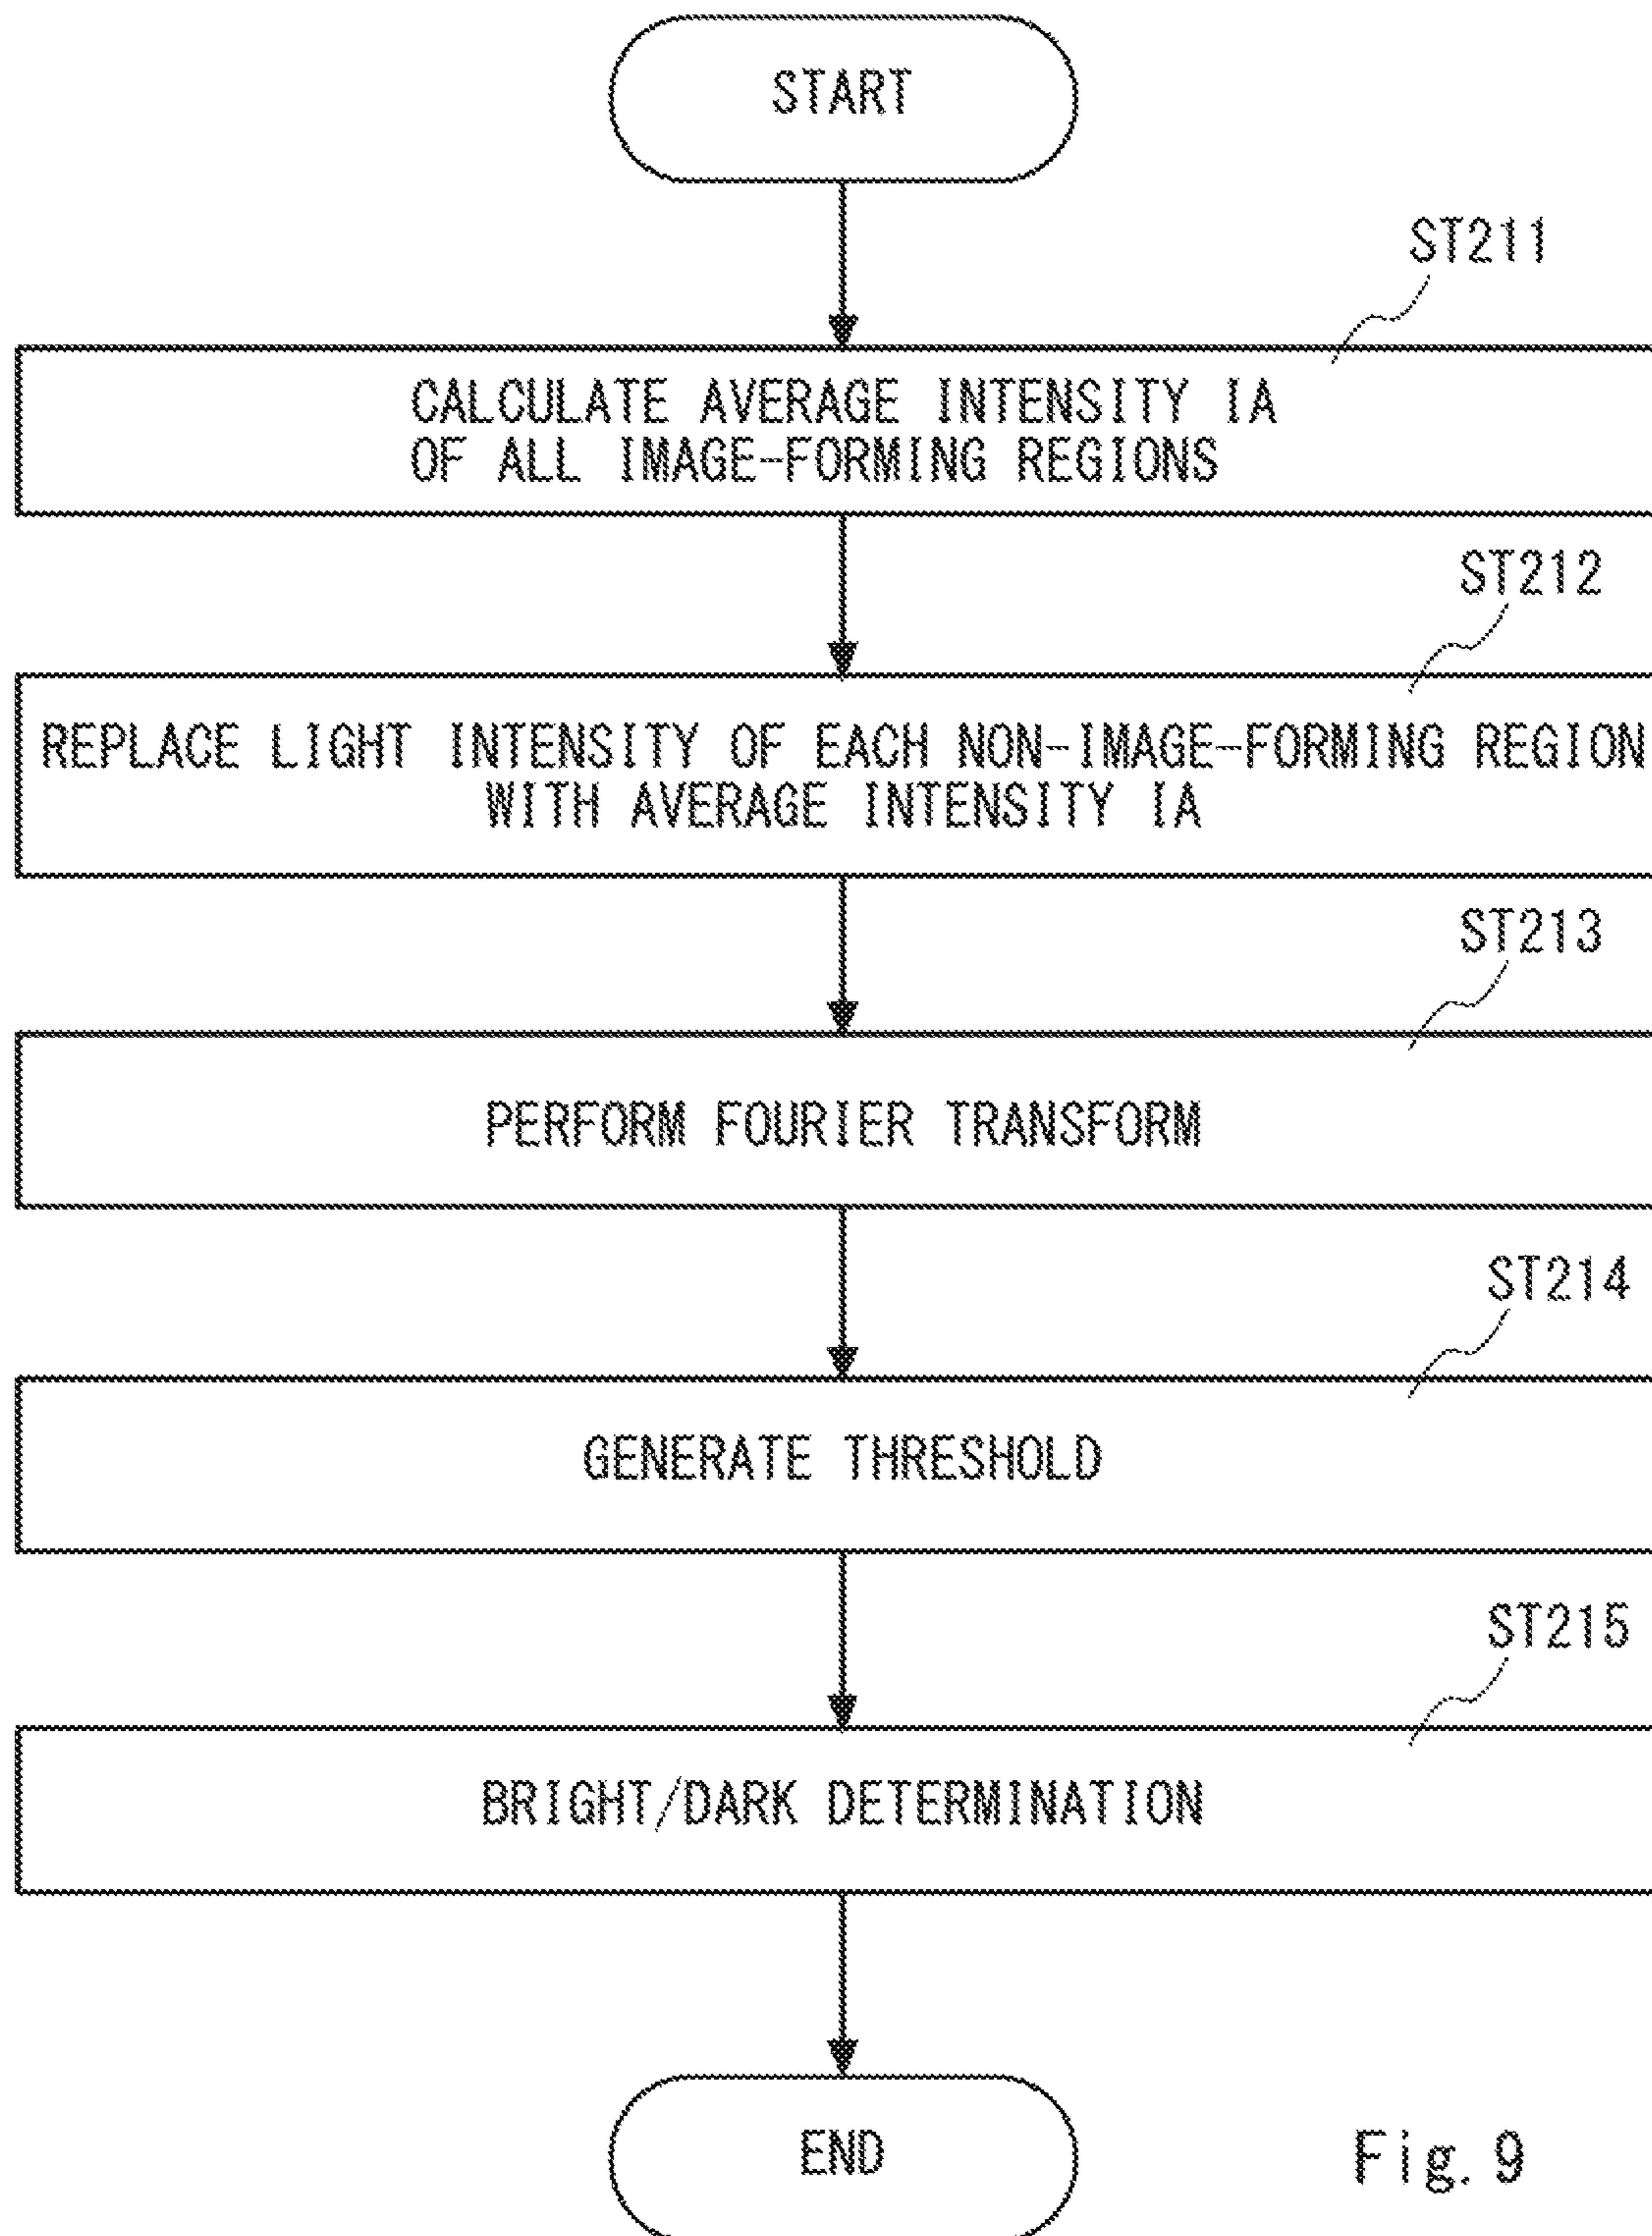 START
ST211
CALCULATE AVERAGE INTENSITY IA
OF ALL IMAGE-FORMING REGIONS
ST212
REPLACE LIGHT INTENSITY OF EACH NON-IMAGE-FORMING REGION
WITH AVERAGE INTENSITY IA
ST213
PERFORM FOURIER TRANSFORM
ST214
GENERATE THRESHOLD
ST215
BRIGHT/DARK DETERMINATION
END
Fig. 9